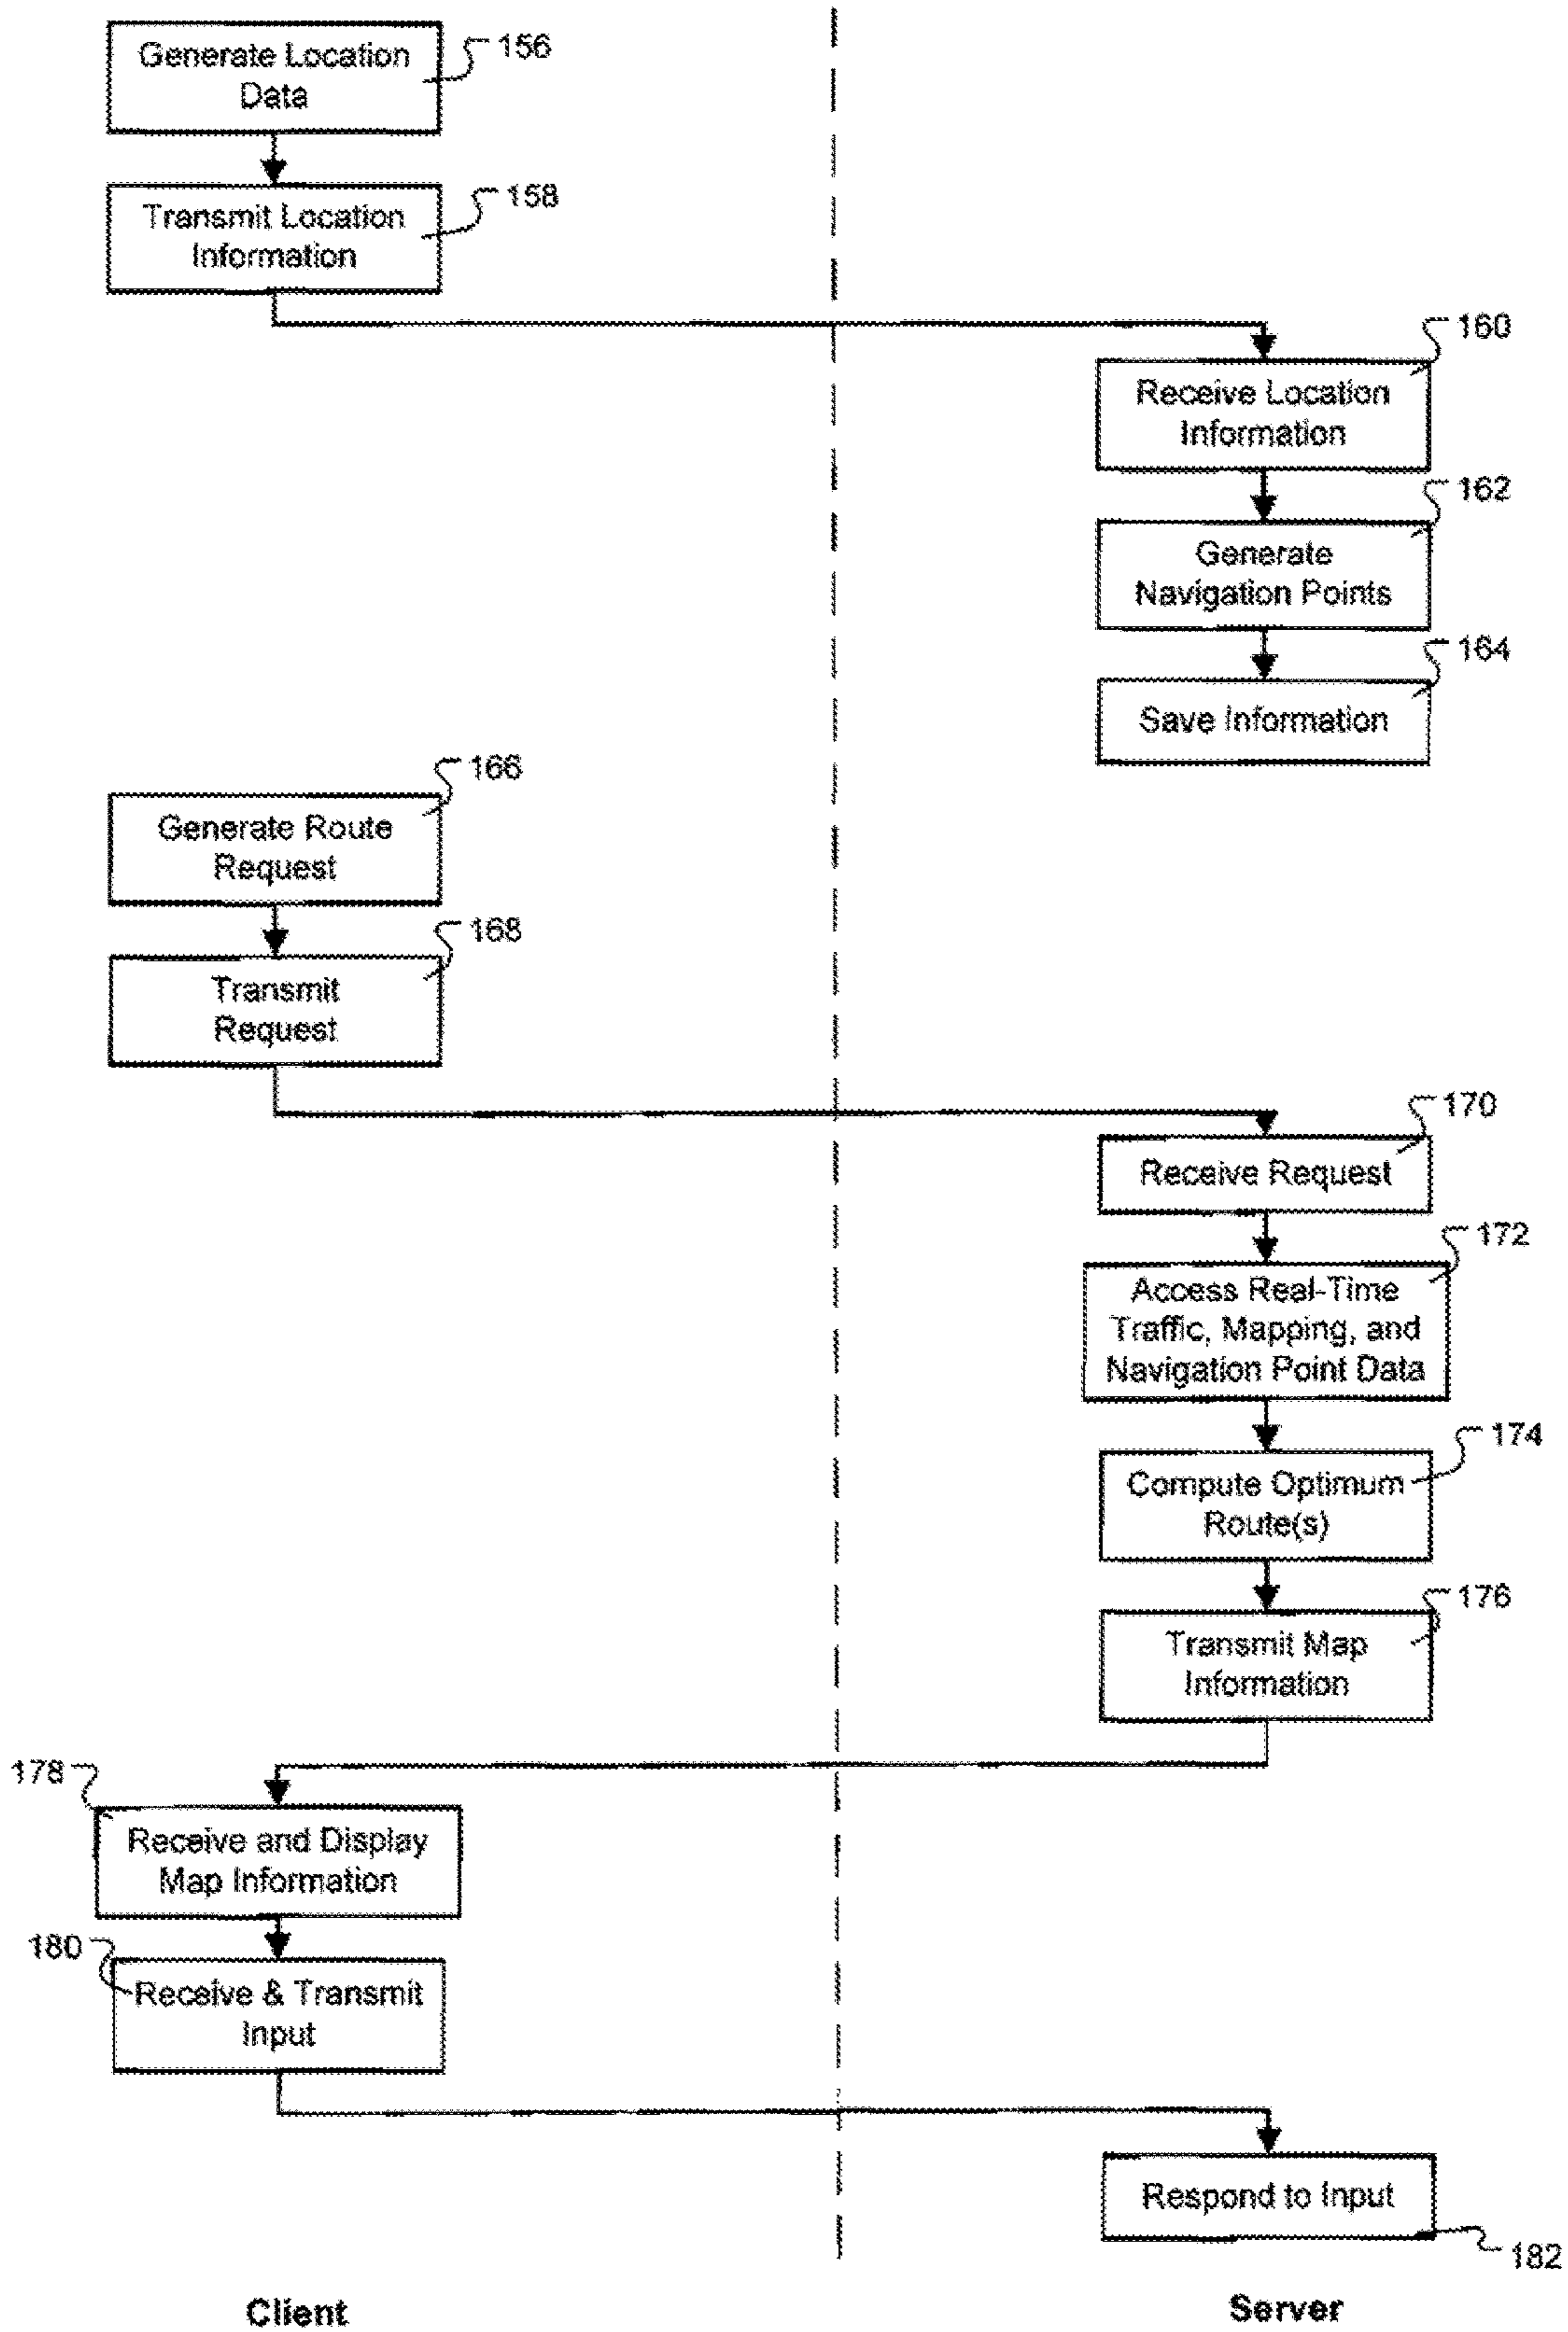 Generate Location
Data
156
Transmit Location
Information
158
Receive Location
Information
160
Generate
Navigation Points
162
Save Information
164
Generate Route
Request
166
Transmit
Request
168
Receive Request
170
Access Real-Time
Traffic, Mapping, and
Navigation Point Data
172
Compute Optimum
Route(s)
174
Transmit Map
Information
176
178
Receive and Display
Map Information
180
Receive & Transmit
Input
Respond to Input
182
Client
Server